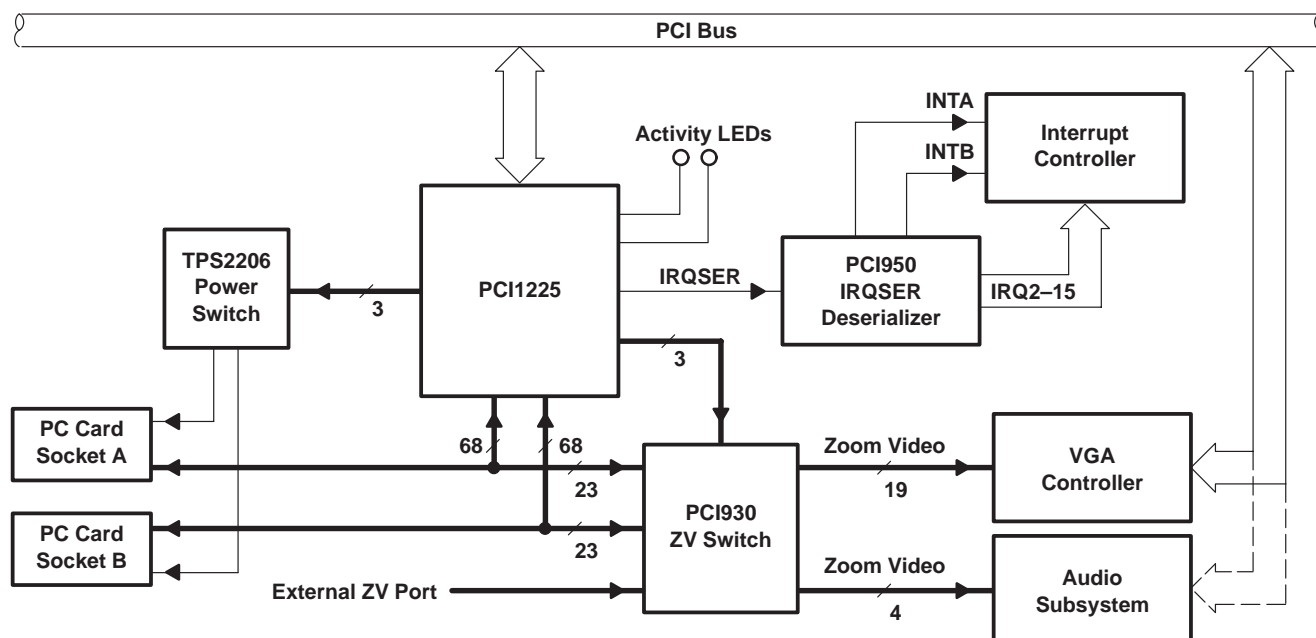 PCI Bus
Activity LEDs
INTA
INTB
Interrupt
Controller
TPS2206
Power
Switch
3
PCI1225
IRQSER
PCI950
IRQSER
Deserializer
IRQ2–15
3
PC Card
Socket A
68
68
23
Zoom Video
19
VGA
Controller
PC Card
Socket B
23
PCI930
ZV Switch
External ZV Port
Zoom Video
4
Audio
Subsystem